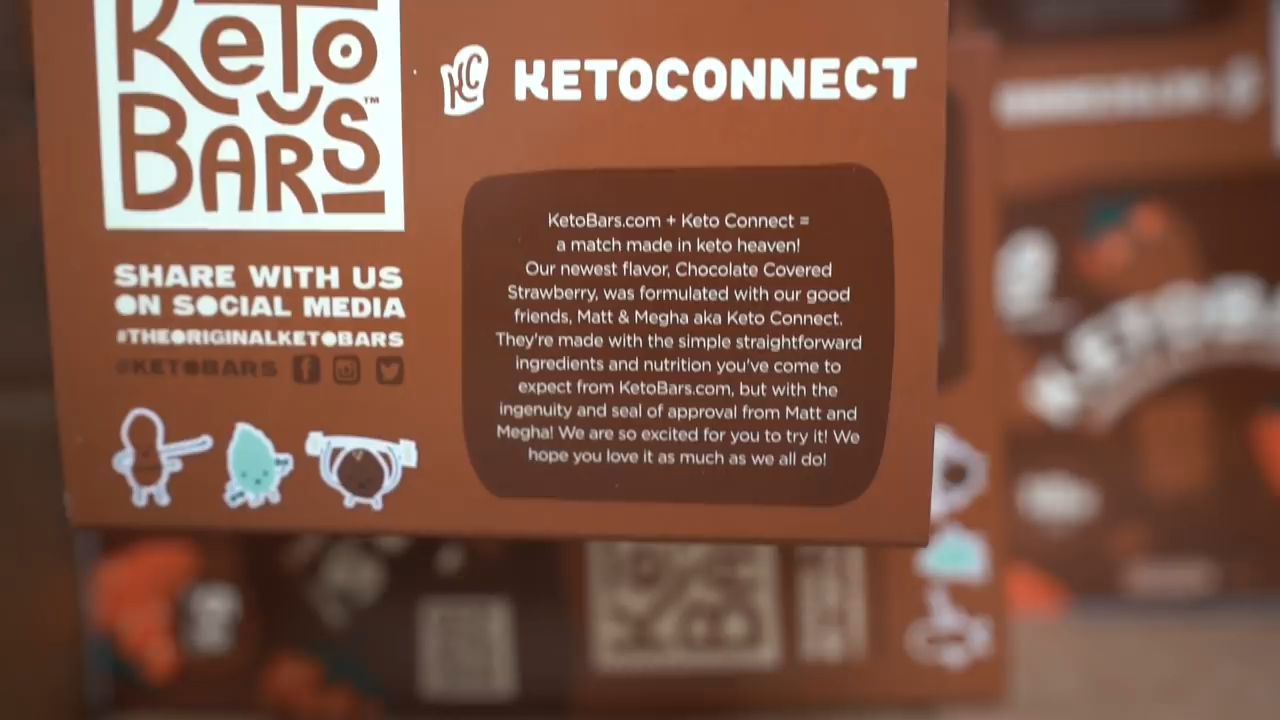 KeTo
BARS™
SHARE WITH US
ON SOCIAL MEDIA
#THEORIGINALKETOBARS
@KETOBARS
KC KETOCONNECT
KetoBars.com + Keto Connect =
a match made in keto heaven!
Our newest flavor, Chocolate Covered
Strawberry, was formulated with our good
friends, Matt & Megha aka Keto Connect.
They're made with the simple straightforward
ingredients and nutrition you've come to
expect from KetoBars.com, but with the
ingenuity and seal of approval from Matt and
Megha! We are so excited for you to try it! We
hope you love it as much as we all do!